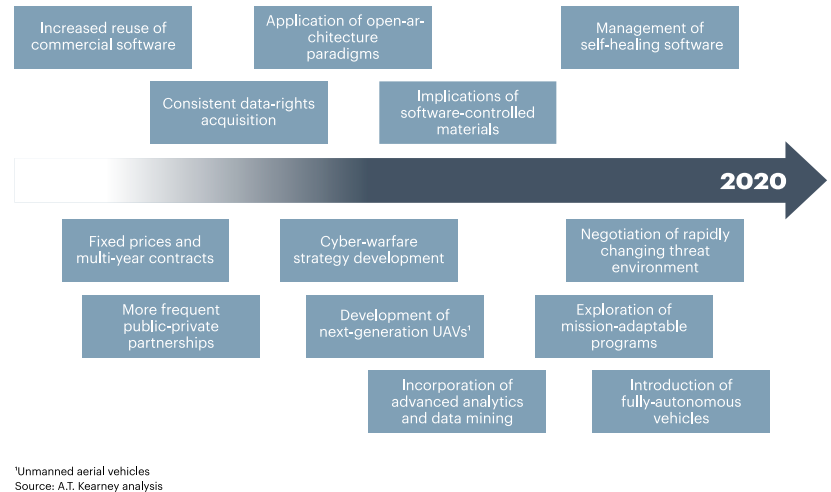 Increased reuse of
commercial software
Application of open-ar-
chitecture
paradigms
Management of
self-healing software
Consistent data-rights
acquisition
Implications of
software-controlled
materials
2020
Fixed prices and
multi-year contracts
Cyber-warfare
strategy development
Negotiation of rapidly
changing threat
environment
More frequent
public-private
partnerships
Development of
next-generation UAVs¹
Exploration of
mission-adaptable
programs
Incorporation of
advanced analytics
and data mining
Introduction of
fully-autonomous
vehicles
¹Unmanned aerial vehicles
Source: A.T. Kearney analysis